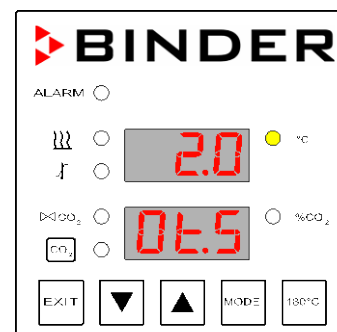 BINDER
ALARM
2.0 °C
CO₂ 0t.5 %CO₂
CO₂
EXIT MODE 180°C